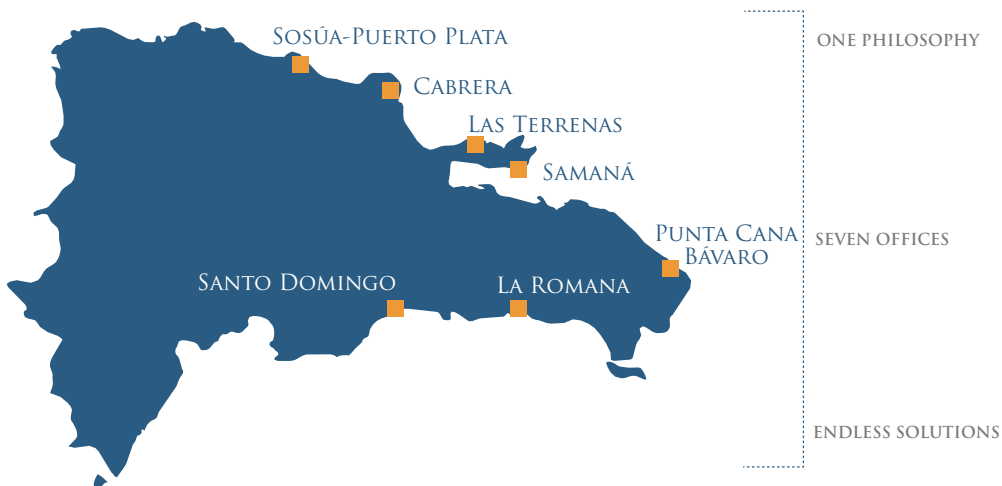 Sosúa-Puerto Plata
Cabrera
Las Terrenas
Samaná
Punta Cana
Bávaro
Santo Domingo
La Romana
ONE PHILOSOPHY
SEVEN OFFICES
ENDLESS SOLUTIONS